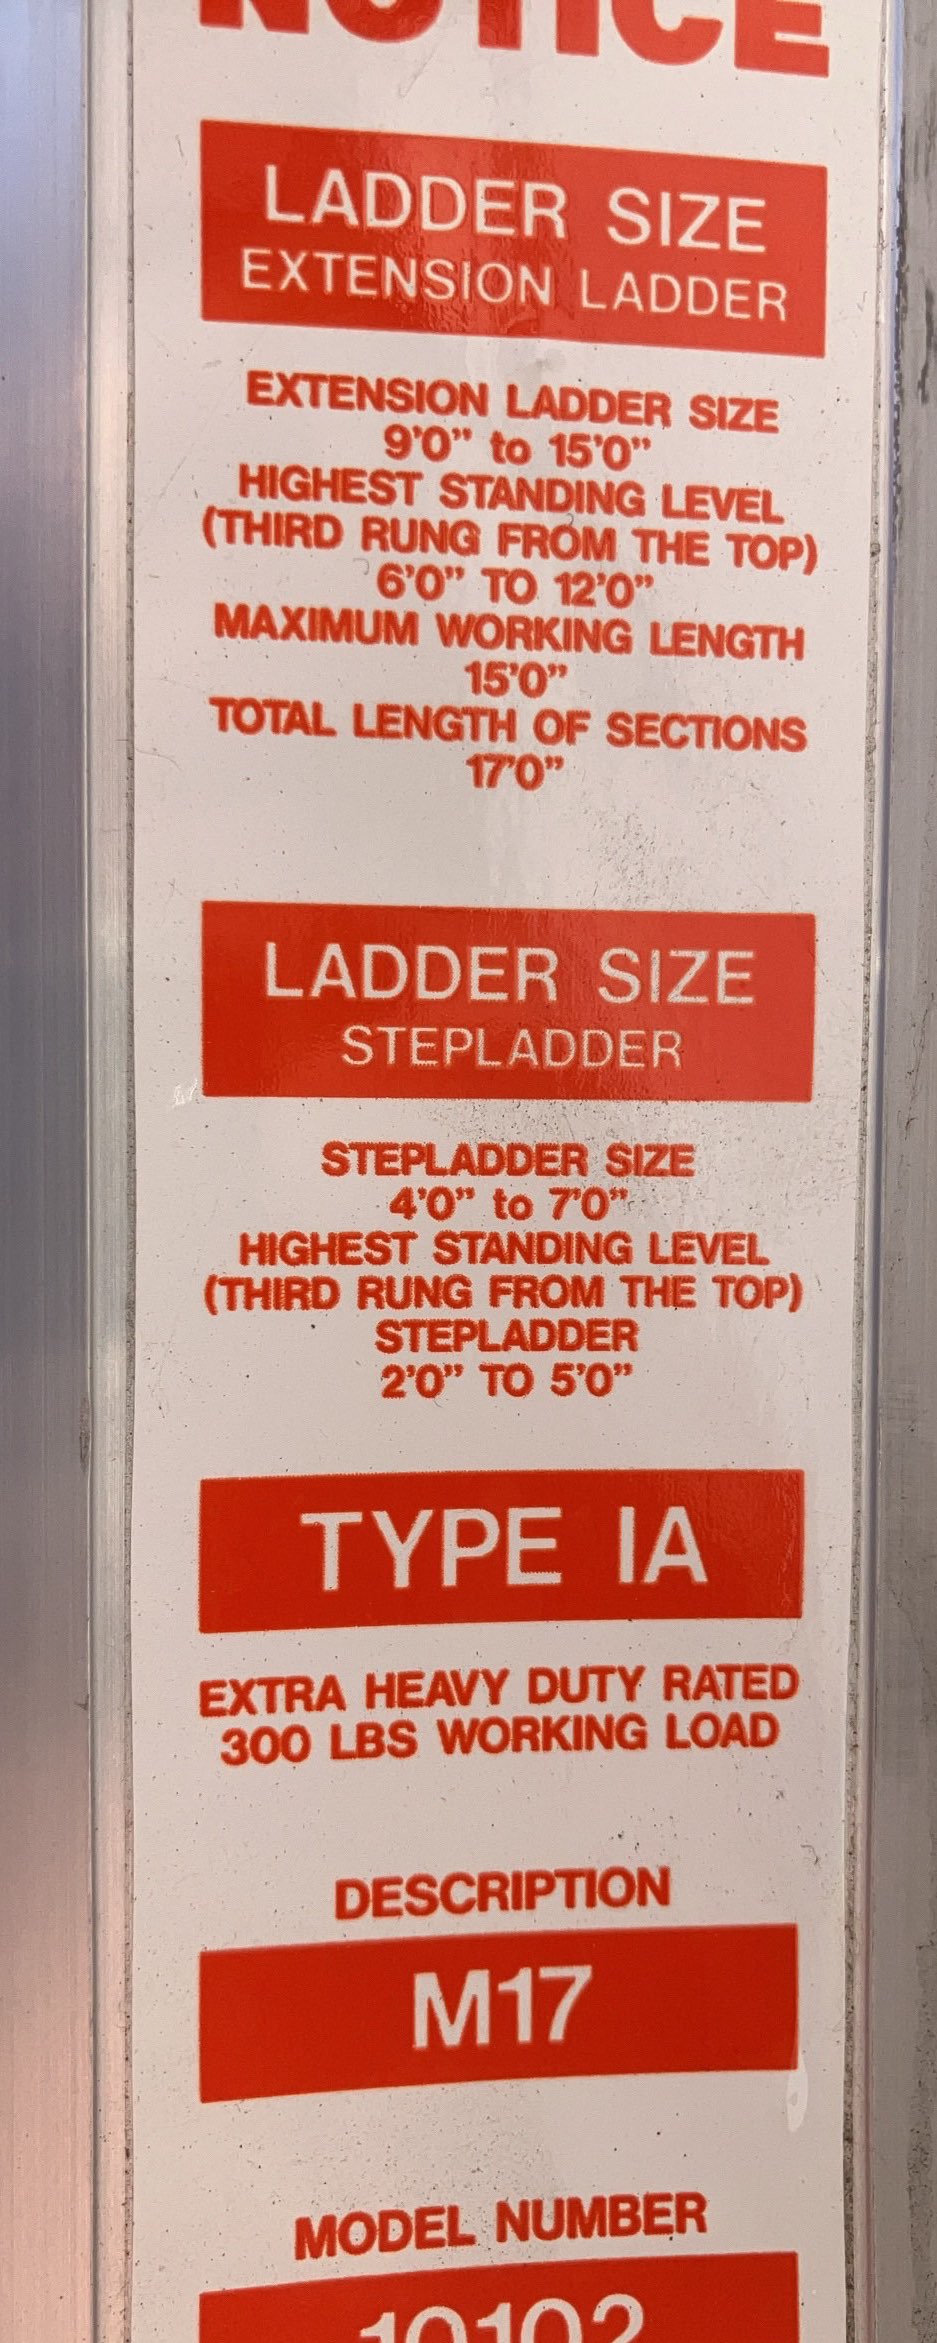 NOTICE
LADDER SIZE
EXTENSION LADDER
EXTENSION LADDER SIZE
9'0” to 15'0”
HIGHEST STANDING LEVEL
(THIRD RUNG FROM THE TOP)
6'0” TO 12'0”
MAXIMUM WORKING LENGTH
15'0”
TOTAL LENGTH OF SECTIONS
17'0”
LADDER SIZE
STEPLADDER
STEPLADDER SIZE
4'0” to 7'0”
HIGHEST STANDING LEVEL
(THIRD RUNG FROM THE TOP)
STEPLADDER
2'0” TO 5'0”
TYPE IA
EXTRA HEAVY DUTY RATED
300 LBS WORKING LOAD
DESCRIPTION
M17
MODEL NUMBER